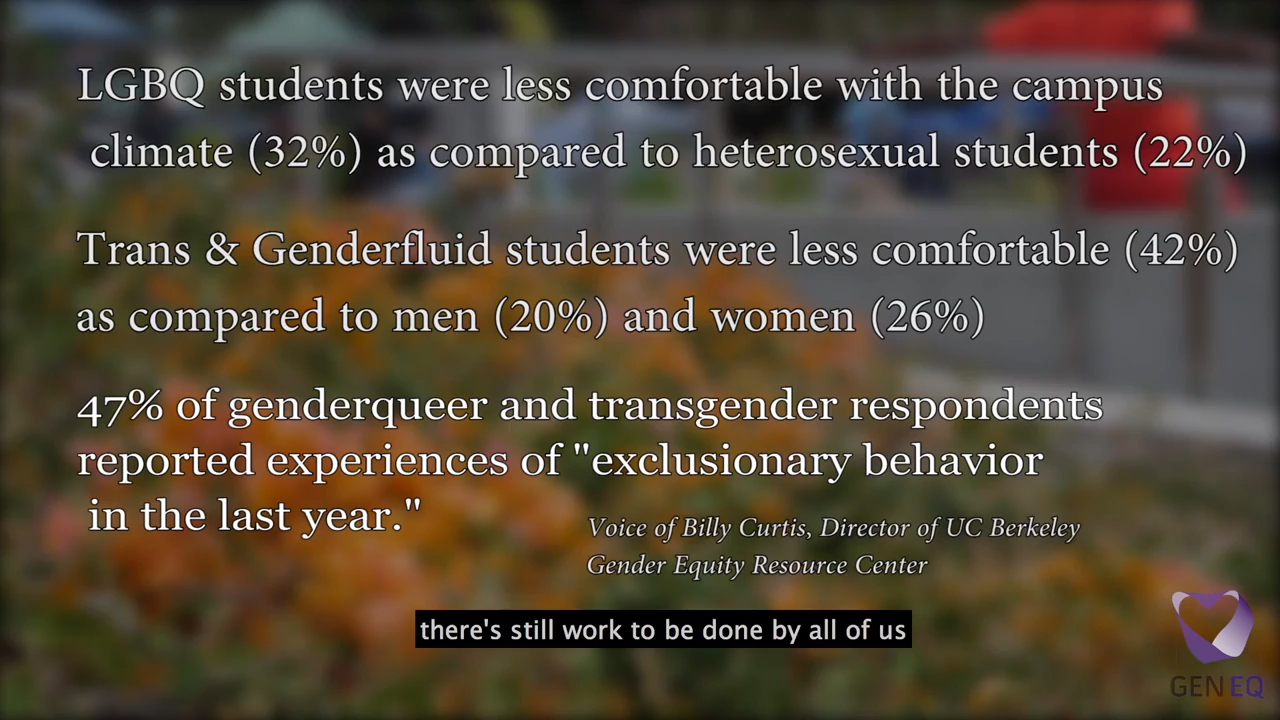 LGBQ students were less comfortable with the campus
climate (32%) as compared to heterosexual students (22%)
Trans & Genderfluid students were less comfortable (42%)
as compared to men (20%) and women (26%)
47% of genderqueer and transgender respondents
reported experiences of "exclusionary behavior
in the last year."
Voice of Billy Curtis, Director of UC Berkeley
Gender Equity Resource Center
there's still work to be done by all of us
GEN EQ